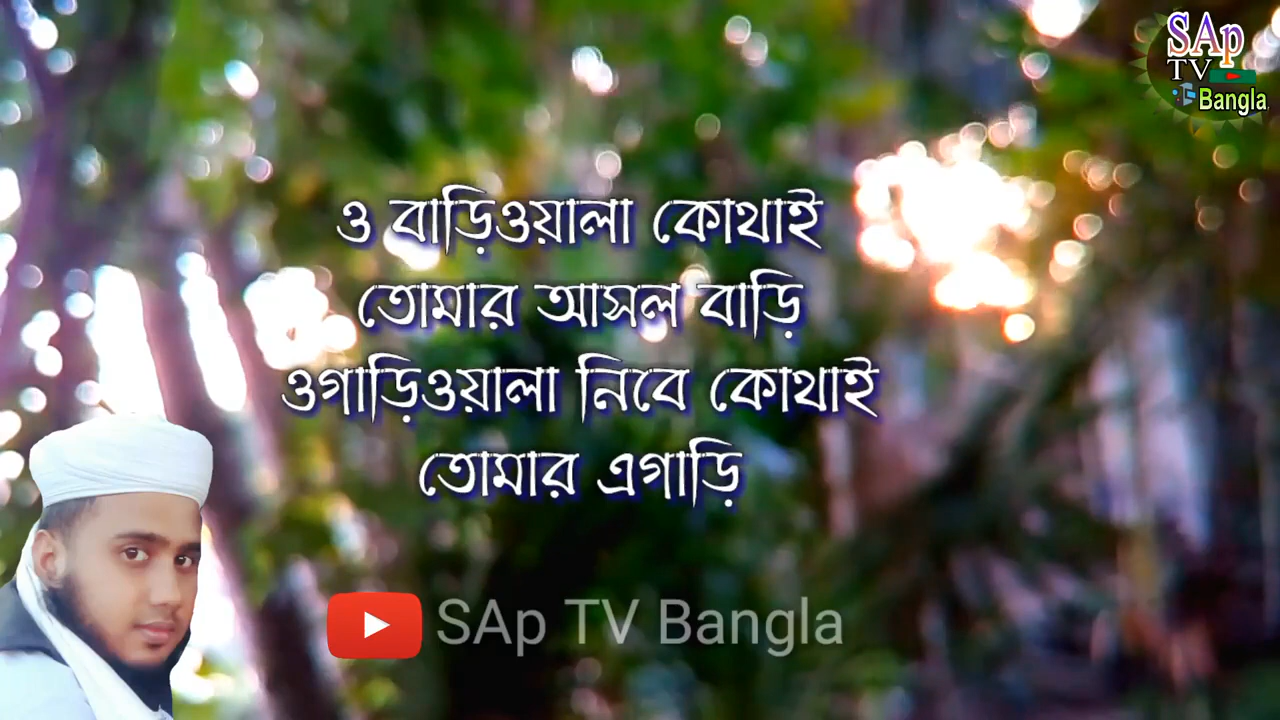 SAp
TV
Bangla
ও বাড়িওয়ালা কোথাই
তোমার আসল বাড়ি
ওগাড়িওয়ালা নিবে কোথাই
তোমার এগাড়ি
SAp TV Bangla